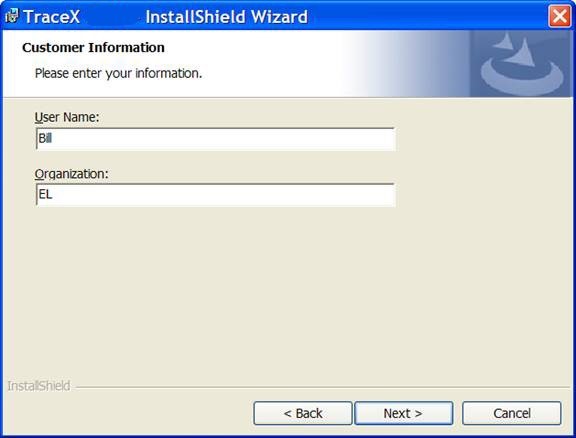 TraceX InstallShield Wizard
Customer Information
Please enter your information.
User Name:
Bill
Organization:
EL
InstallShield
< Back Next > Cancel